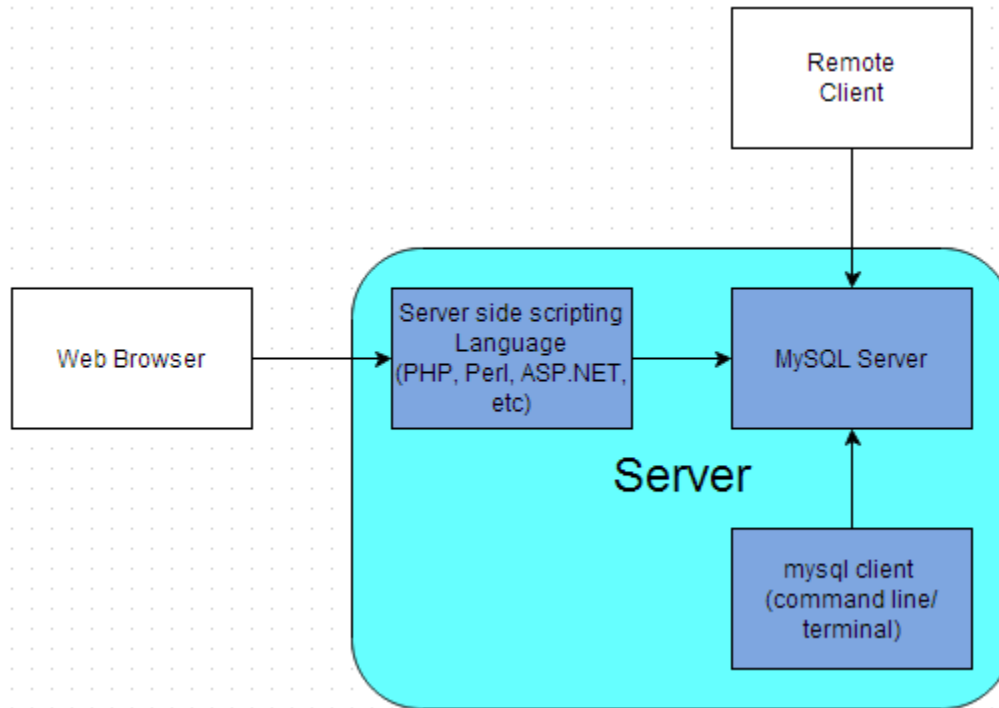 Remote
Client
Web Browser
Server side scripting
Language
(PHP, Perl, ASP.NET,
etc)
MySQL Server
Server
mysql client
(command line/
terminal)